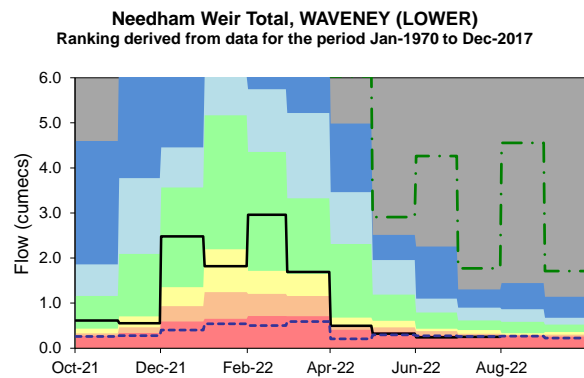 Needham Weir Total, WAVENEY (LOWER)
Ranking derived from data for the period Jan-1970 to Dec-2017
Flow (cumecs)
6.0
5.0
4.0
3.0
2.0
1.0
0.0
Oct-21 Dec-21 Feb-22 Apr-22 Jun-22 Aug-22